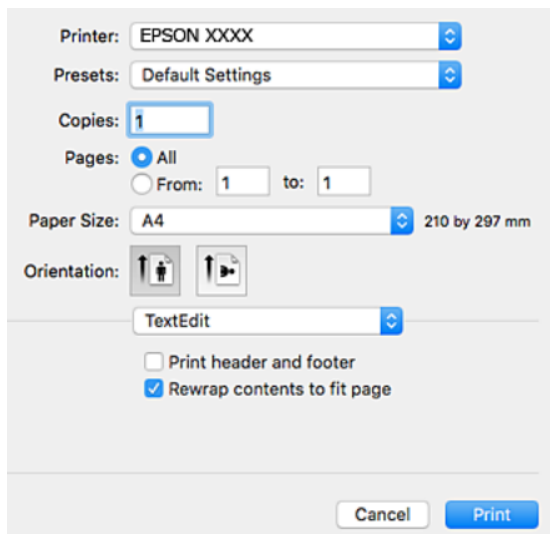 Printer: EPSON XXXX
Presets: Default Settings
Copies: 1
Pages: All
From: 1 to: 1
Paper Size: A4 210 by 297 mm
Orientation:
TextEdit
Print header and footer
Rewrap contents to fit page
Cancel Print